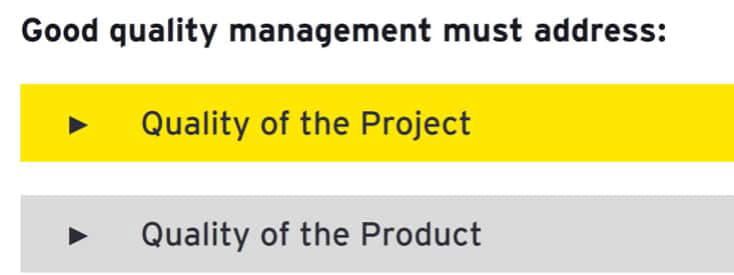 Good quality management must address:
► Quality of the Project
► Quality of the Product